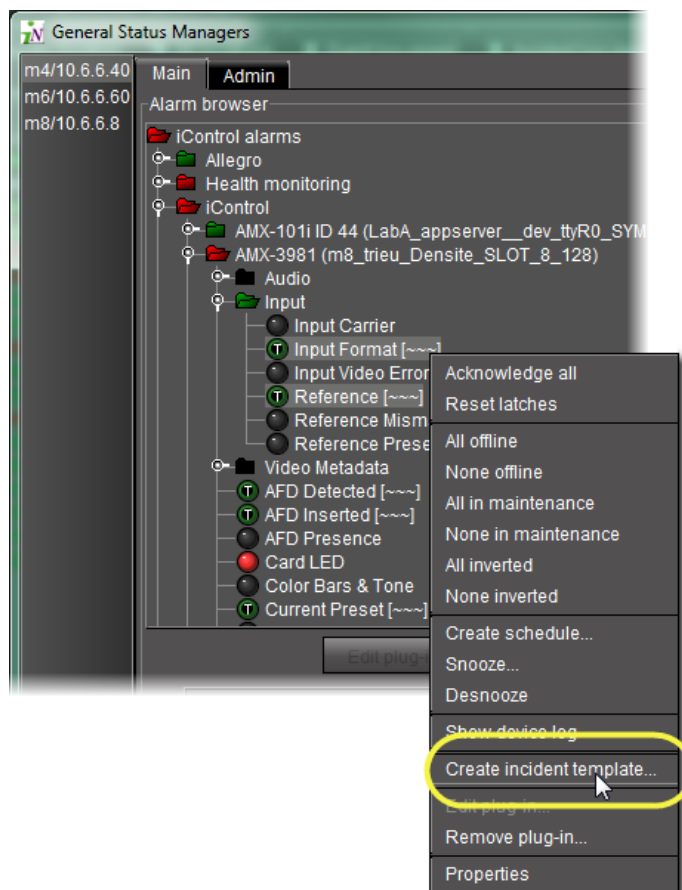 iN General Status Managers
m4/10.6.6.40
m6/10.6.6.60
m8/10.6.6.8
Main Admin
Alarm browser
iControl alarms
Allegro
Health monitoring
iControl
AMX-101i ID 44 (LabA_appserver__dev_ttyR0_SYM
AMX-3981 (m8_trieu_Densite_SLOT_8_128)
Audio
Input
Input Carrier
T Input Format [~~~]
Input Video Error
T Reference [~~~]
Reference Mism
Reference Prese
Video Metadata
T AFD Detected [~~~]
T AFD Inserted [~~~]
AFD Presence
Card LED
Color Bars & Tone
T Current Preset [~~~]
Edit plug-i
Acknowledge all
Reset latches
All offline
None offline
All in maintenance
None in maintenance
All inverted
None inverted
Create schedule...
Snooze...
Desnooze
Show device log
Create incident template...
Edit plug-in...
Remove plug-in...
Properties